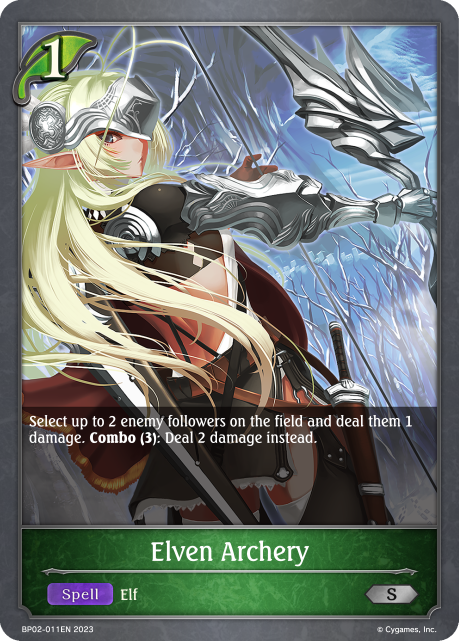 1
Select up to 2 enemy followers on the field and deal them 1
damage. Combo (3): Deal 2 damage instead.
Elven Archery
Spell Elf S
BP02-011EN 2023 © Cygames, Inc.